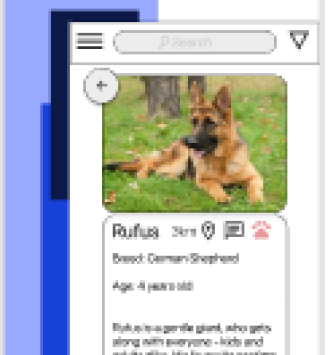 Search
Rufus 3km
Breed: German Shepherd
Age: 4 years old
Rufus is a gentle giant, who gets
along with everyone - kids and